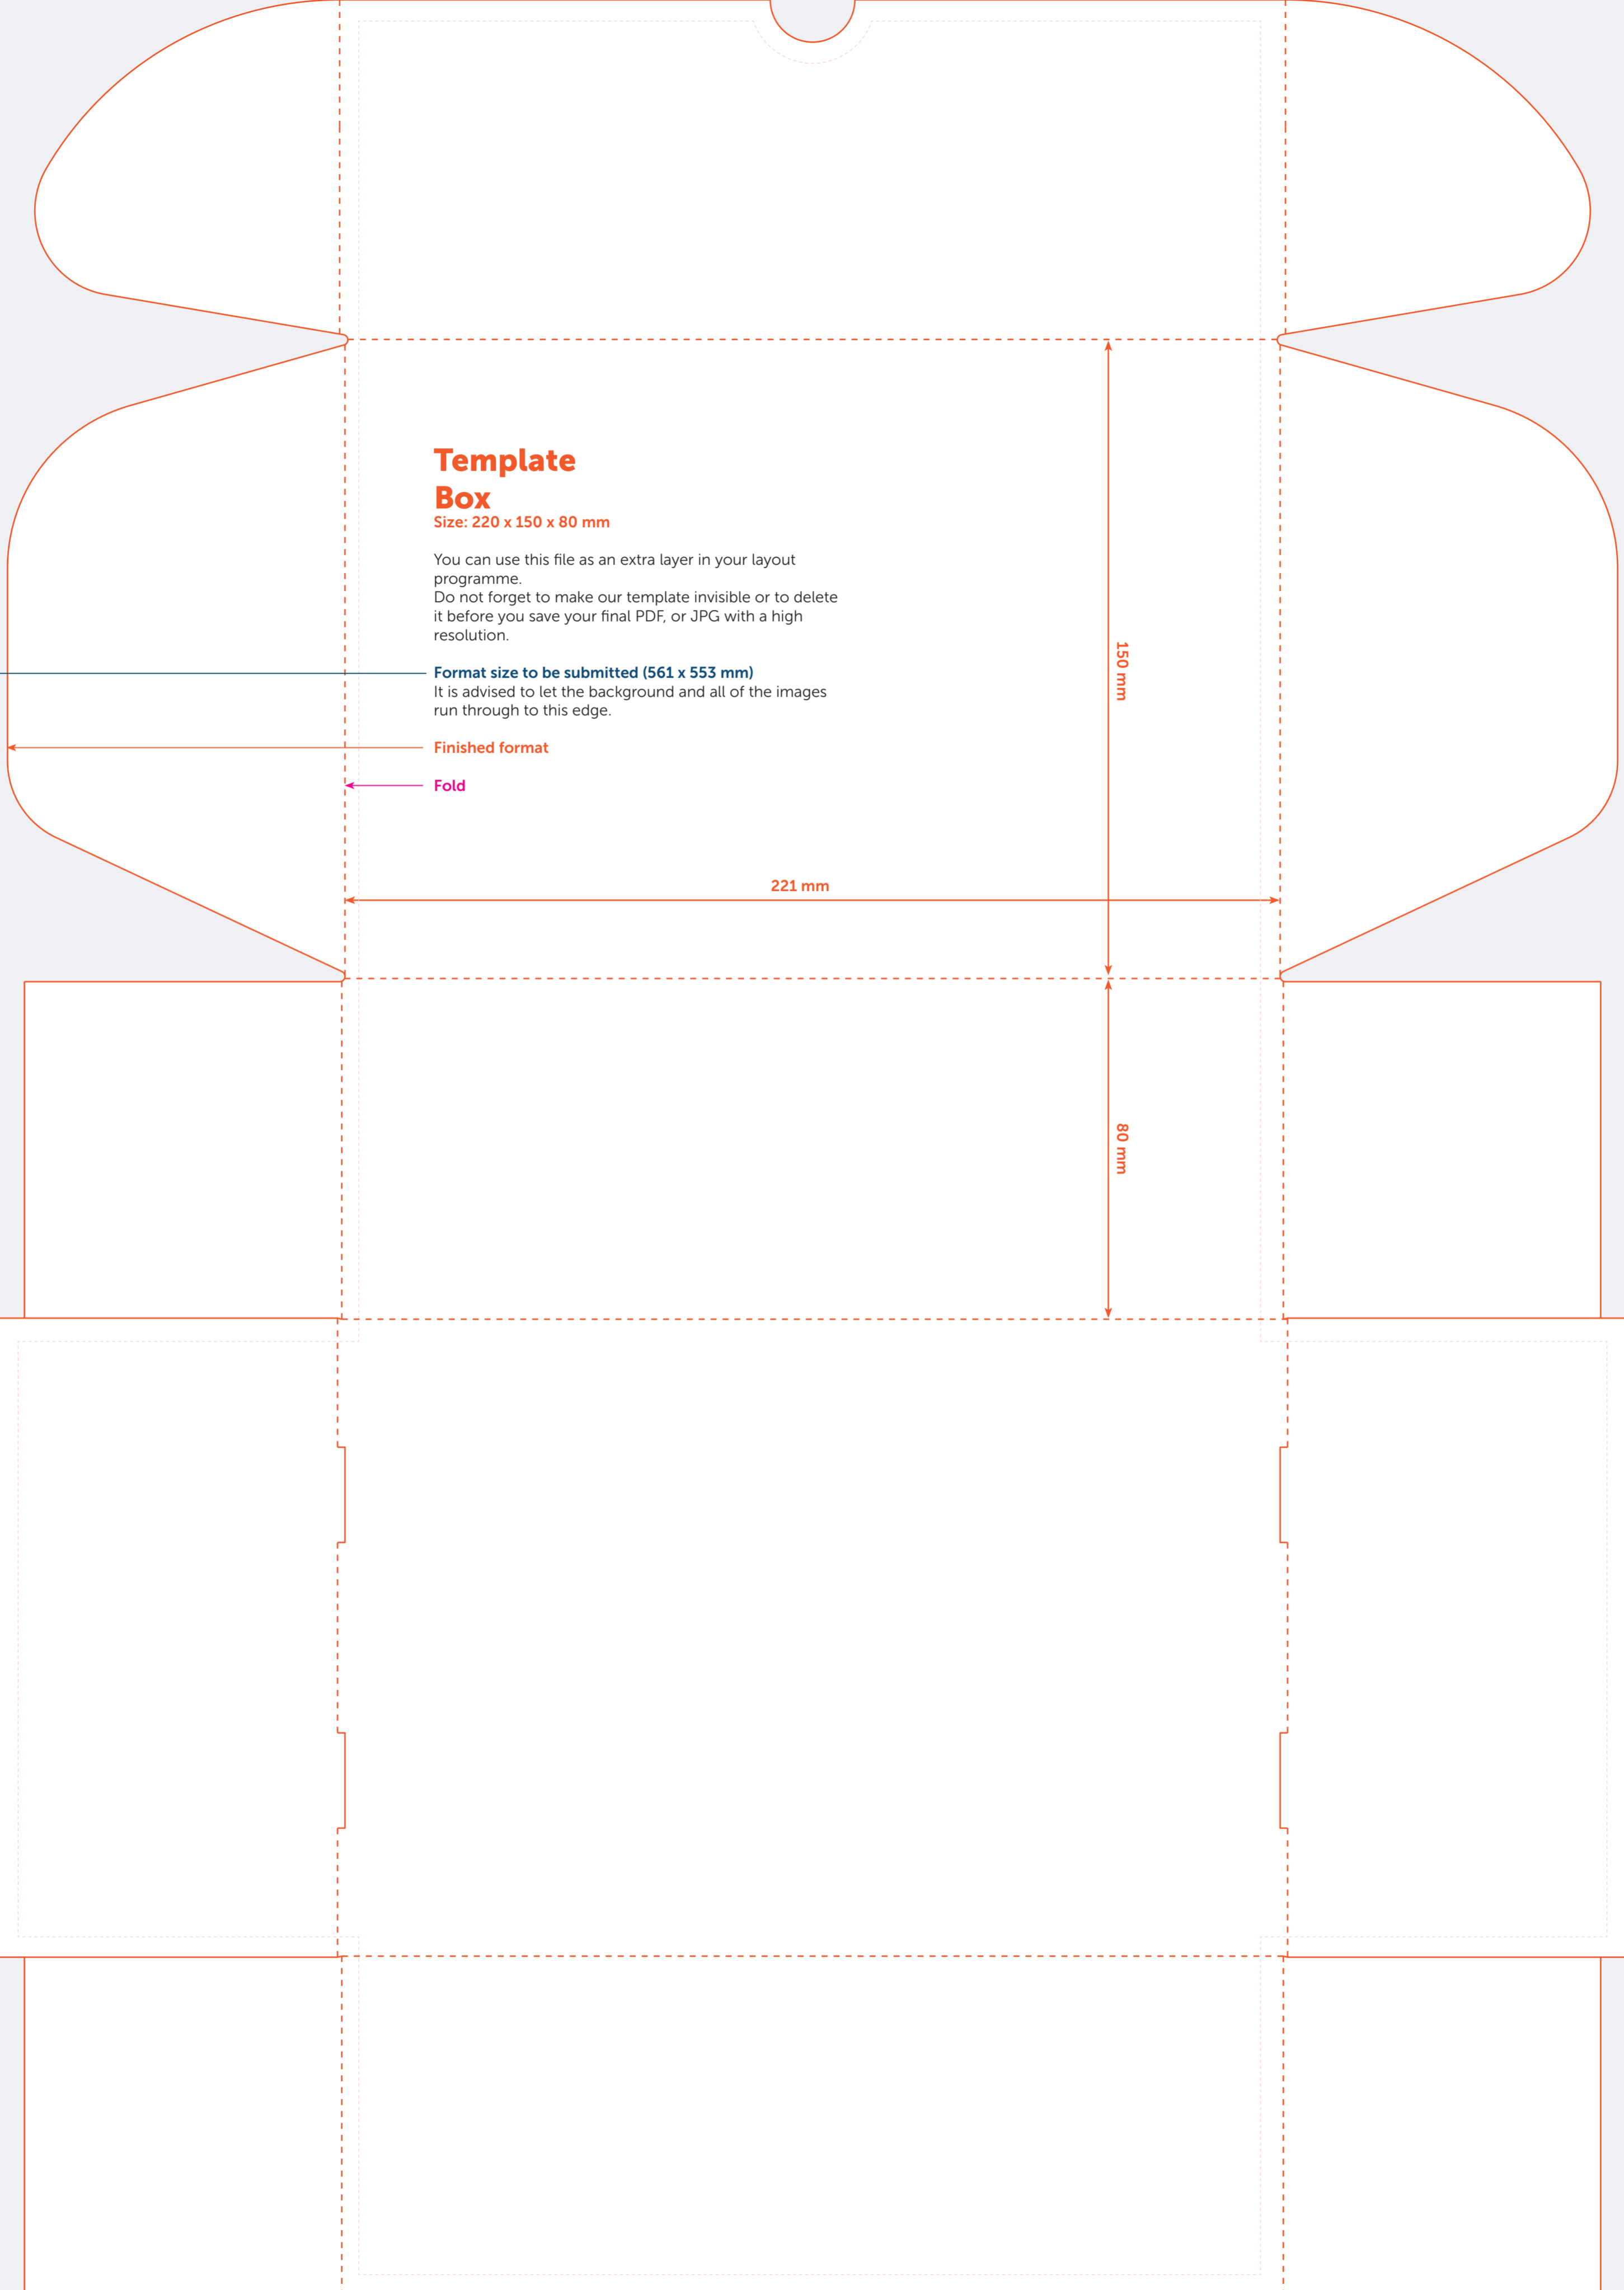 Template
Box
Size: 220 x 150 x 80 mm
You can use this file as an extra layer in your layout
programme.
Do not forget to make our template invisible or to delete
it before you save your final PDF, or JPG with a high
resolution.
Format size to be submitted (561 x 553 mm)
It is advised to let the background and all of the images
run through to this edge.
Finished format
Fold
150 mm
221 mm
80 mm